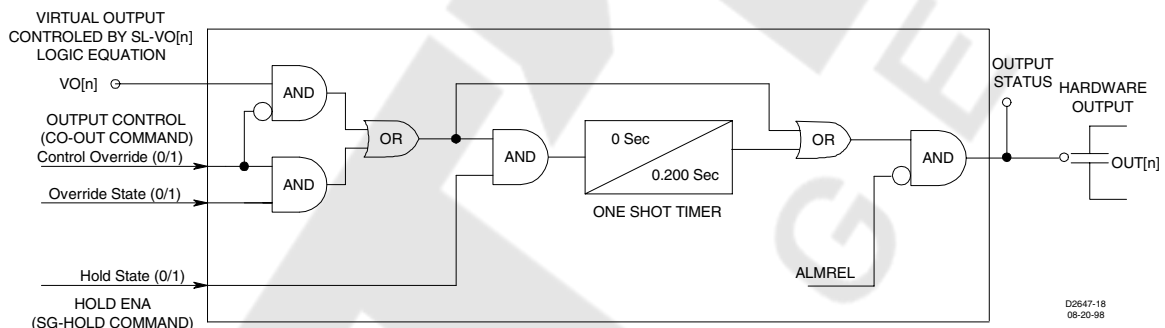 VIRTUAL OUTPUT
CONTROLED BY SL-VO[n]
LOGIC EQUATION
VO[n]
OUTPUT CONTROL
(CO-OUT COMMAND)
Control Override (0/1)
Override State (0/1)
Hold State (0/1)
HOLD ENA
(SG-HOLD COMMAND)
AND
AND
OR
AND
0 Sec
0.200 Sec
ONE SHOT TIMER
OR
AND
ALMREL
OUTPUT
STATUS
HARDWARE
OUTPUT
OUT[n]
D2647-18
08-20-98